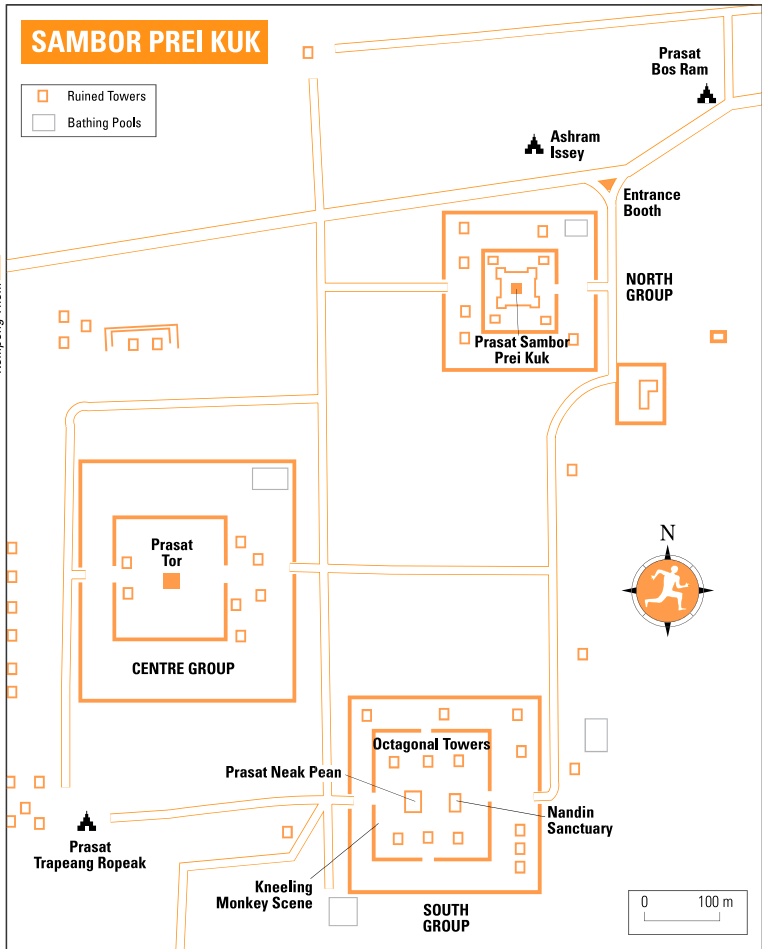 SAMBOR PREI KUK
Ruined Towers
Bathing Pools
Prasat
Bos Ram
Ashram
Issey
Entrance
Booth
NORTH
GROUP
Prasat Sambor
Prei Kuk
N
Prasat
Tor
CENTRE GROUP
Octagonal Towers
Prasat Neak Pean
Nandin
Sanctuary
Prasat
Trapeang Ropeak
Kneeling
Monkey Scene
SOUTH
GROUP
0 100 m